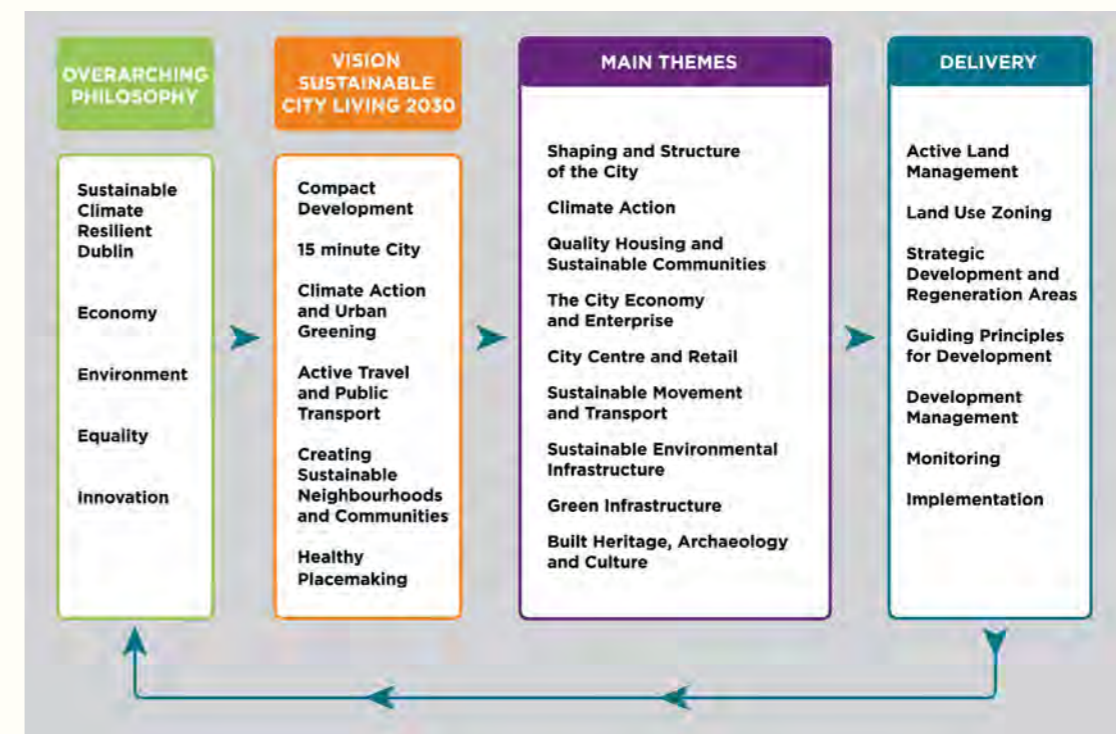 OVERARCHING
PHILOSOPHY
Sustainable
Climate
Resilient
Dublin
Economy
Environment
Equality
Innovation
VISION
SUSTAINABLE
CITY LIVING 2030
Compact
Development
15 minute City
Climate Action
and Urban
Greening
Active Travel
and Public
Transport
Creating
Sustainable
Neighbourhoods
and Communities
Healthy
Placemaking
MAIN THEMES
Shaping and Structure
of the City
Climate Action
Quality Housing and
Sustainable Communities
The City Economy
and Enterprise
City Centre and Retail
Sustainable Movement
and Transport
Sustainable Environmental
Infrastructure
Green Infrastructure
Built Heritage, Archaeology
and Culture
DELIVERY
Active Land
Management
Land Use Zoning
Strategic
Development and
Regeneration Areas
Guiding Principles
for Development
Development
Management
Monitoring
Implementation